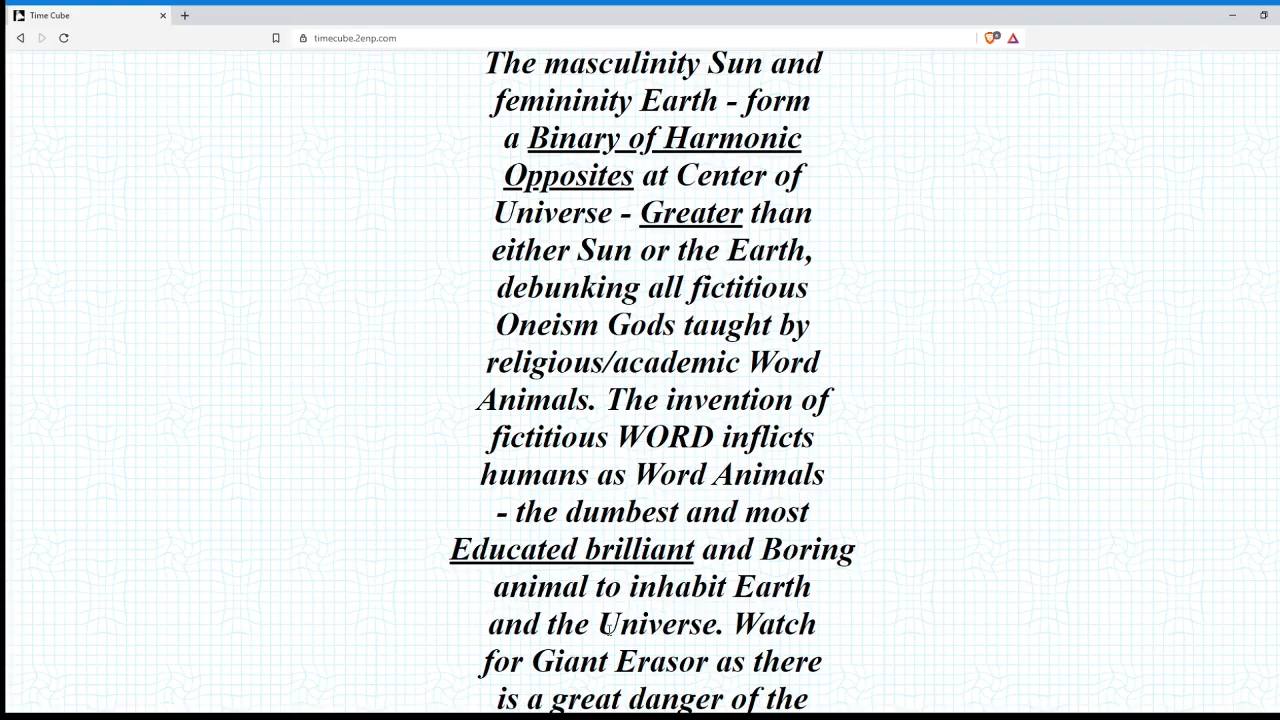 Time Cube
timecube.2enp.com
The masculinity Sun and
femininity Earth - form
a Binary of Harmonic
Opposites at Center of
Universe - Greater than
either Sun or the Earth,
debunking all fictitious
Oneism Gods taught by
religious/academic Word
Animals. The invention of
fictitious WORD inflicts
humans as Word Animals
- the dumbest and most
Educated brilliant and Boring
animal to inhabit Earth
and the Universe. Watch
for Giant Erasor as there
is a great danger of the